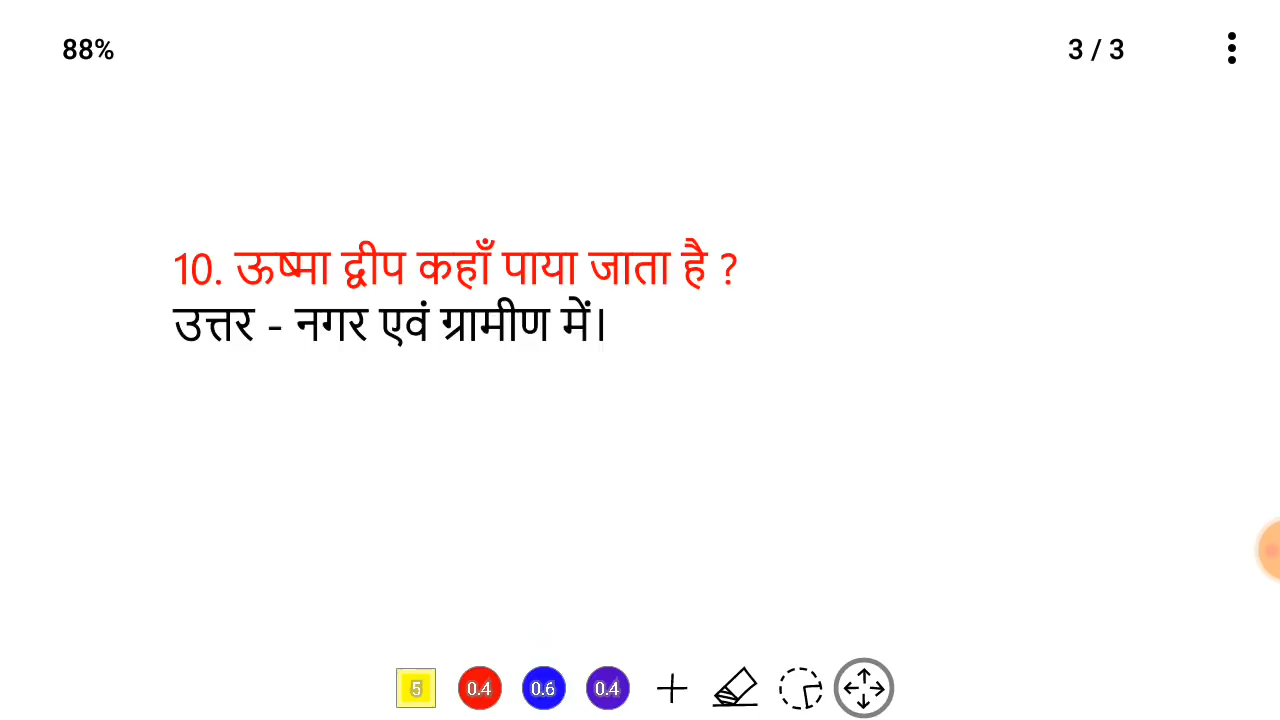 88%
3 / 3
10. ऊष्मा द्वीप कहाँ पाया जाता है ?
उत्तर - नगर एवं ग्रामीण में।
5 0.4 0.6 0.4